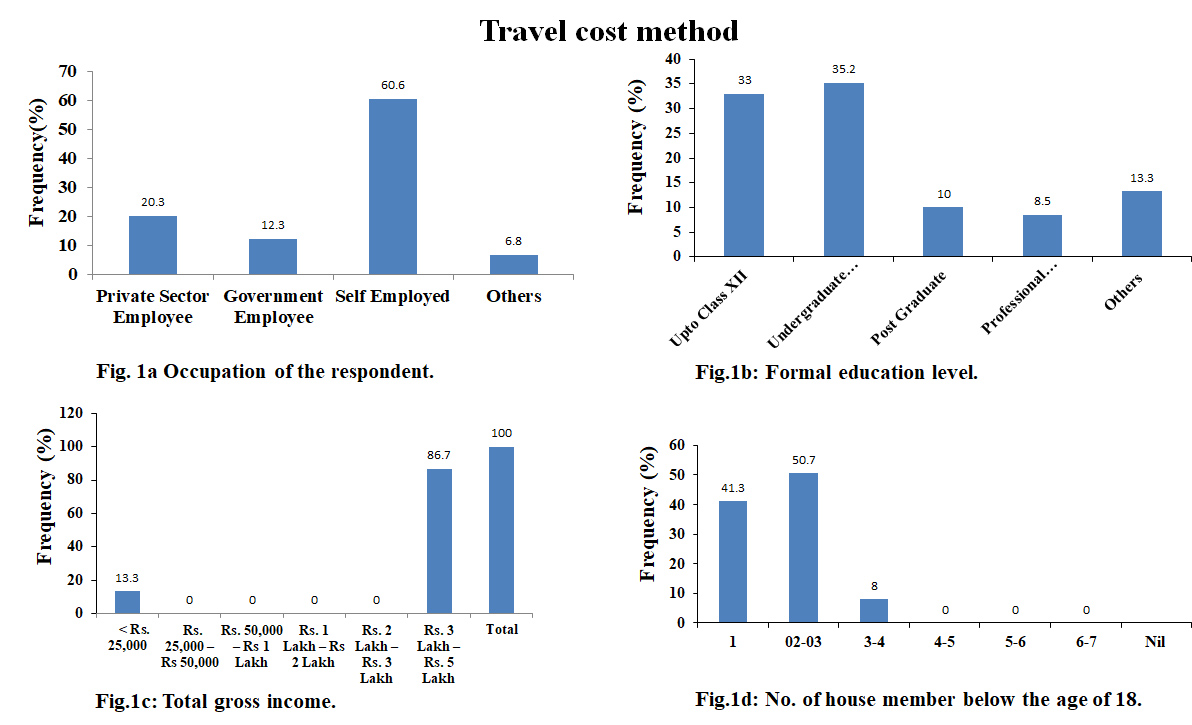 Travel cost method
Frequency(%)
70
60
50
40
30
20
10
0
20.3
12.3
60.6
6.8
Private Sector
Employee
Government
Employee
Self Employed
Others
Fig. 1a Occupation of the respondent.
Frequency (%)
40
35
30
25
20
15
10
5
0
33
35.2
10
8.5
13.3
Upto Class XII
Undergraduate...
Post Graduate
Professional...
Others
Fig.1b: Formal education level.
Frequency (%)
120
100
80
60
40
20
0
13.3
0
0
0
0
86.7
100
< Rs.
25,000
Rs.
25,000 –
Rs 50,000
Rs. 50,000
– Rs 1
Lakh
Rs. 1
Lakh – Rs
2 Lakh
Rs. 2
Lakh –
Rs. 3
Lakh
Rs. 3
Lakh –
Rs. 5
Lakh
Total
Fig.1c: Total gross income.
Frequency (%)
60
50
40
30
20
10
0
41.3
50.7
8
0
0
0
1
02-03
3-4
4-5
5-6
6-7
Nil
Fig.1d: No. of house member below the age of 18.